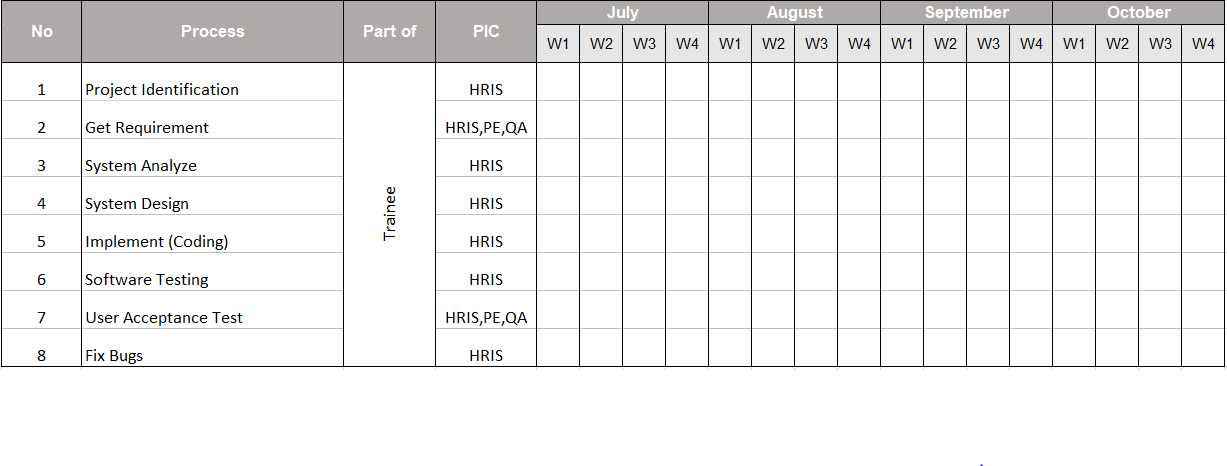 No Process Part of PIC July August September October
W1 W2 W3 W4 W1 W2 W3 W4 W1 W2 W3 W4 W1 W2 W3 W4
1 Project Identification HRIS
2 Get Requirement HRIS,PE,QA
3 System Analyze HRIS
4 System Design Trainee HRIS
5 Implement (Coding) HRIS
6 Software Testing HRIS
7 User Acceptance Test HRIS,PE,QA
8 Fix Bugs HRIS